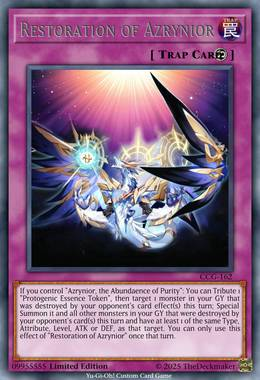 RESTORATION OF AZRYNIOR
TRAP
罠
[ TRAP CARD ]
CCG-162
If you control "Azrynior, the Abundaence of Purity": You can Tribute 1
"Protogenic Essence Token", then target 1 monster in your GY that
was destroyed by your opponent's card effect(s) this turn; Special
Summon it and all other monsters in your GY that were destroyed by
your opponent's card(s) this turn and have at least 1 of the same Type,
Attribute, Level, ATK or DEF, as that target. You can only use this
effect of "Restoration of Azrynior" once that turn.
09955555 Limited Edition
© 2025 TheDeckmaker
Yu-Gi-Oh! Custom Card Game